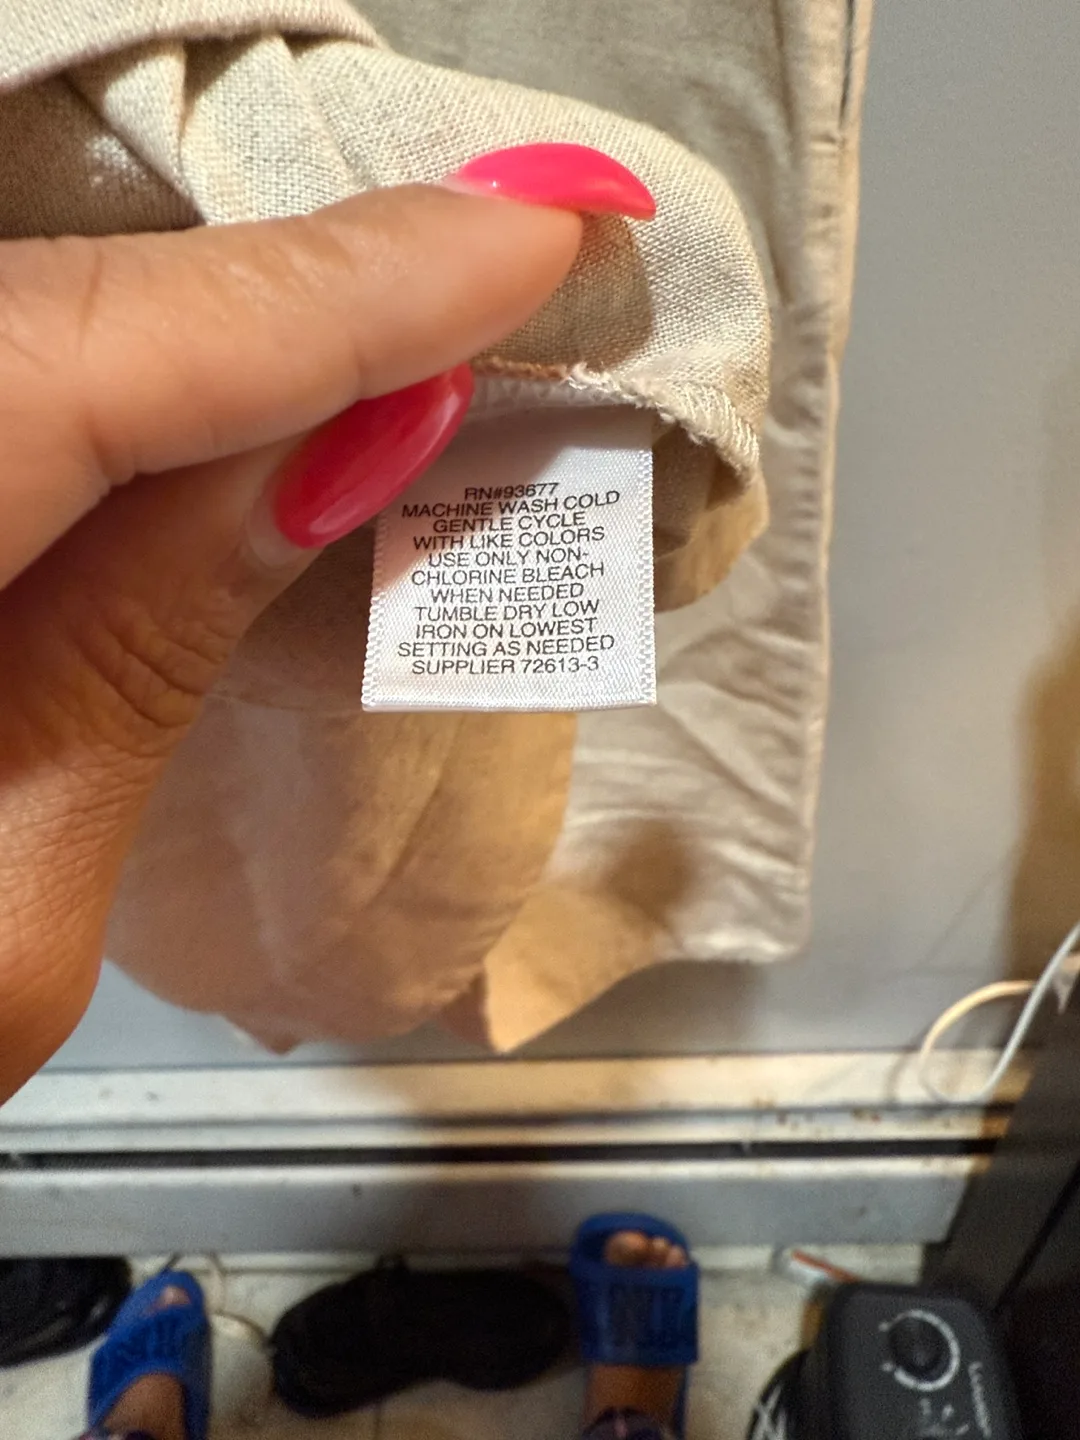 RN#93677
MACHINE WASH COLD
GENTLE CYCLE
WITH LIKE COLORS
USE ONLY NON-
CHLORINE BLEACH
WHEN NEEDED
TUMBLE DRY LOW
IRON ON LOWEST
SETTING AS NEEDED
SUPPLIER 72613-3